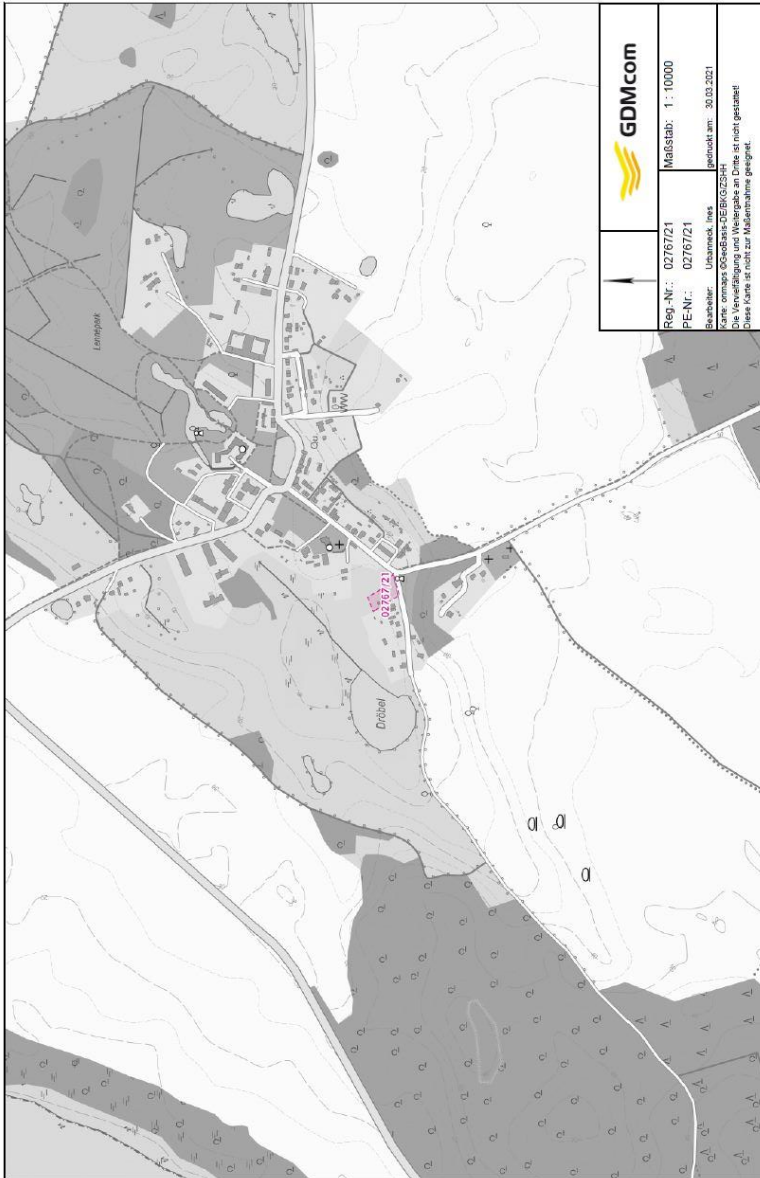 Lennépark
02767/21
Dröbel
GDMcom
Reg.-Nr.: 02767/21
Maßstab: 1 : 10000
PE-Nr.: 02767/21
Bearbeiter: Urbanneck, Ines
gedruckt am: 30.03.2021
Karte: onmaps ©GeoBasis-DE/BKG/ZSHH
Die Vervielfältigung und Weitergabe an Dritte ist nicht gestattet!
Diese Karte ist nicht zur Maßentnahme geeignet.